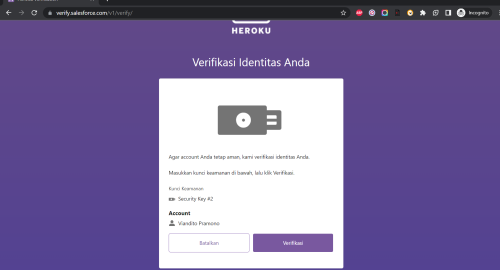 verify.salesforce.com/v1/verify/
Incognito
HEROKU
Verifikasi Identitas Anda
Agar account Anda tetap aman, kami verifikasi identitas Anda.
Masukkan kunci keamanan di bawah, lalu klik Verifikasi.
Kunci Keamanan
Security Key #2
Account
Viandito Pramono
Batalkan
Verifikasi